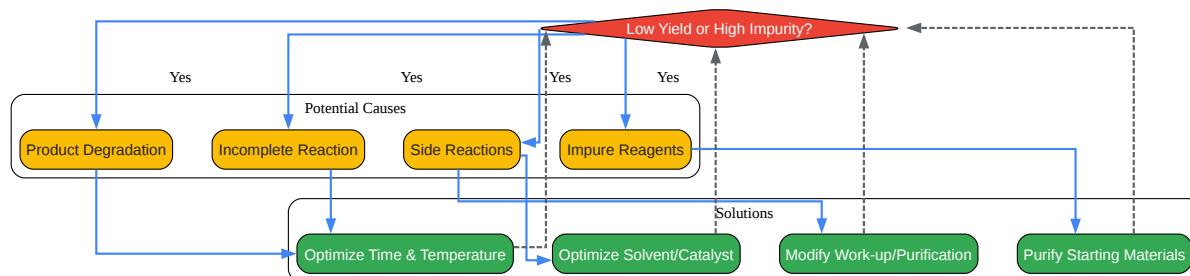 Low Yield or High Impurity?
Yes
Yes
Yes
Yes
Potential Causes
Product Degradation
Incomplete Reaction
Side Reactions
Impure Reagents
Solutions
Optimize Time & Temperature
Optimize Solvent/Catalyst
Modify Work-up/Purification
Purify Starting Materials